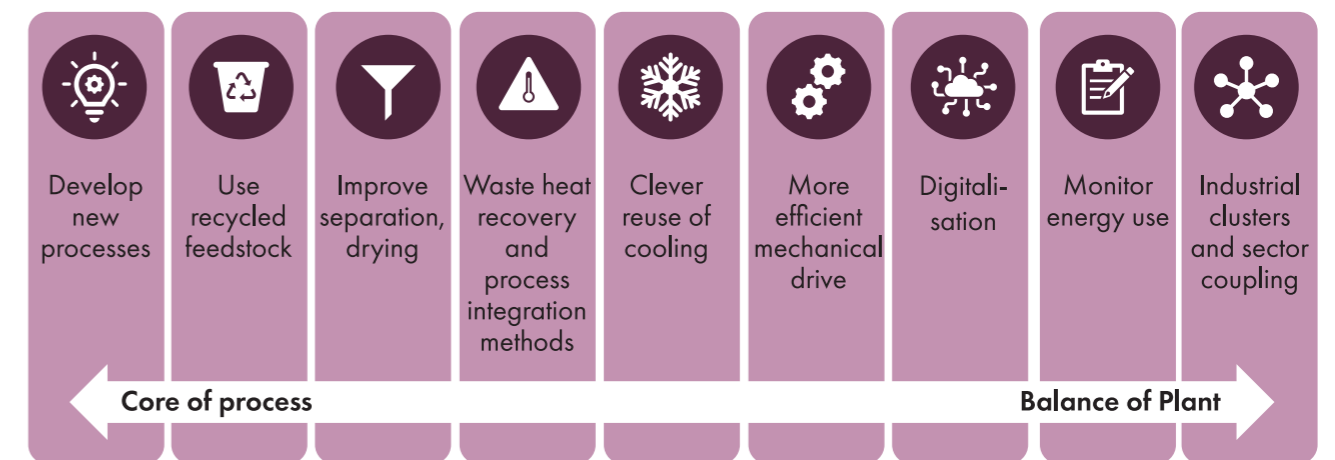 Develop
new
processes
Use
recycled
feedstock
Improve
separation,
drying
Waste heat
recovery
and
process
integration
methods
Clever
reuse of
cooling
More
efficient
mechanical
drive
Digitali-
sation
Monitor
energy use
Industrial
clusters
and sector
coupling
Core of process
Balance of Plant